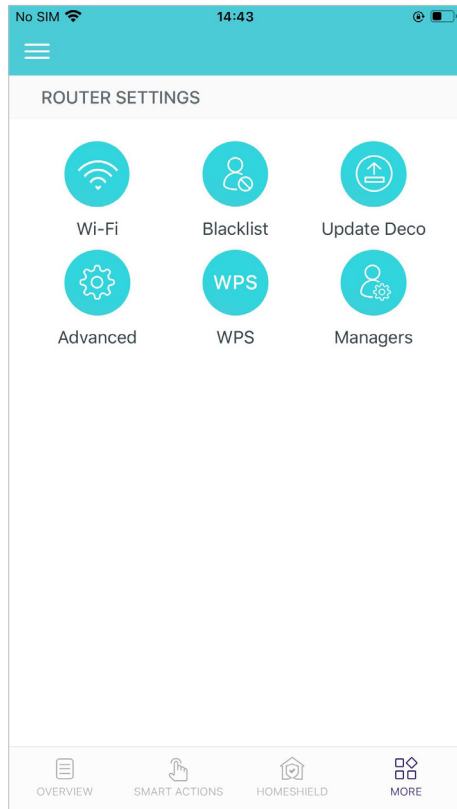 No SIM 14:43
ROUTER SETTINGS
Wi-Fi Blacklist Update Deco
WPS
Advanced WPS Managers
OVERVIEW SMART ACTIONS HOMESHIELD MORE